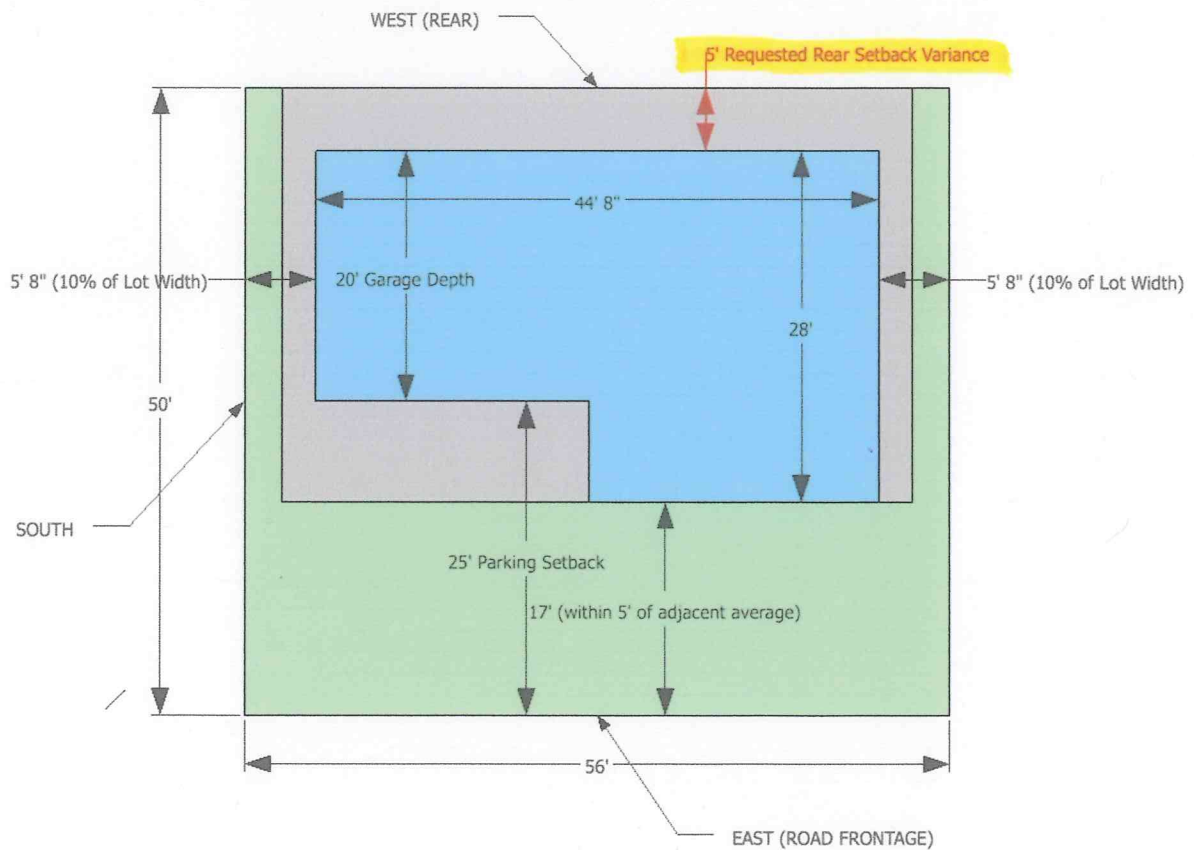 WEST (REAR)
5' Requested Rear Setback Variance
44' 8"
5' 8" (10% of Lot Width)
20' Garage Depth
5' 8" (10% of Lot Width)
28'
50'
SOUTH
25' Parking Setback
17' (within 5' of adjacent average)
56'
EAST (ROAD FRONTAGE)